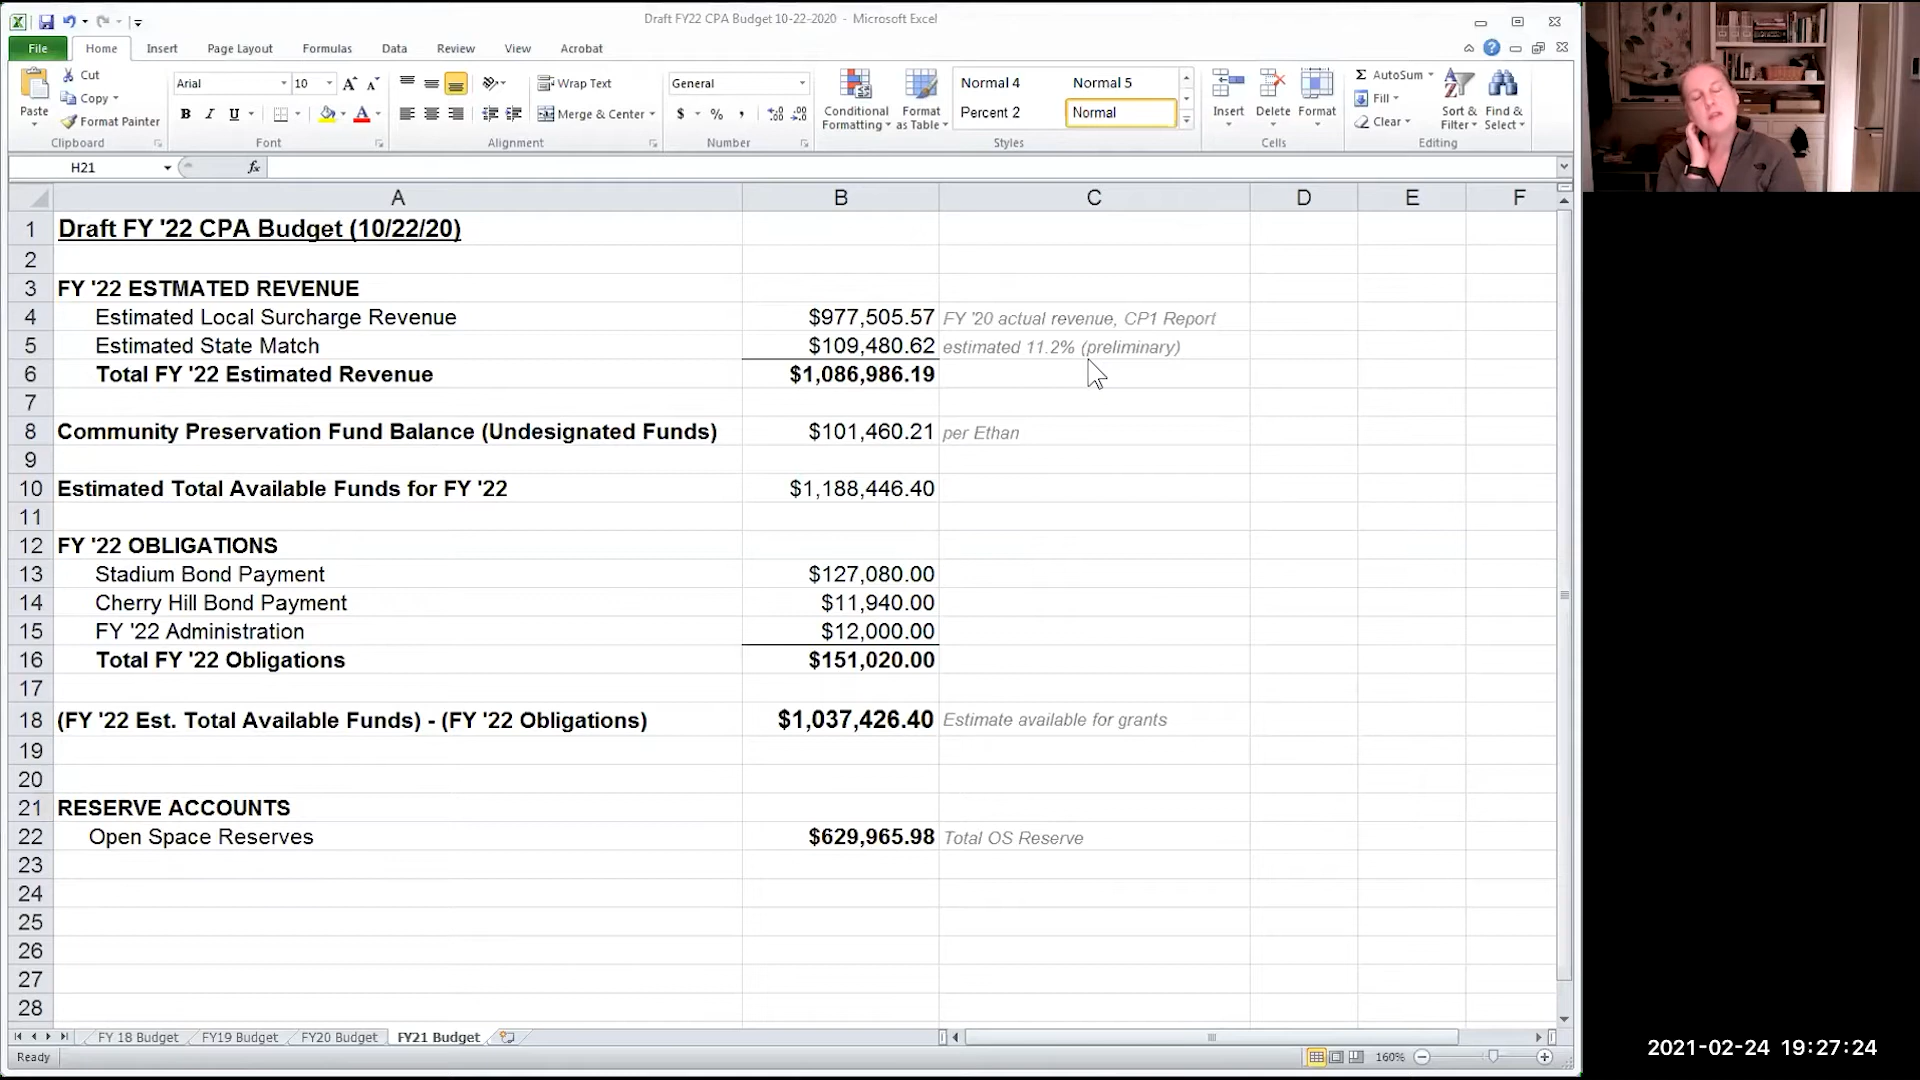 Draft FY22 CPA Budget 10-22-2020 - Microsoft Excel
File Home Insert Page Layout Formulas Data Review View Acrobat
Cut
Copy
Format Painter
Paste
Clipboard
Arial 10
B I U
Font
Wrap Text
Merge & Center
Alignment
General
$ % ,
Number
Conditional Formatting
Format as Table
Normal 4 Normal 5
Percent 2 Normal
Styles
Insert Delete Format
Cells
Σ AutoSum
Fill
Clear
Sort & Filter
Find & Select
Editing
H21 fx
A B C D E F
1 Draft FY '22 CPA Budget (10/22/20)
2
3 FY '22 ESTMATED REVENUE
4 Estimated Local Surcharge Revenue $977,505.57 FY '20 actual revenue, CP1 Report
5 Estimated State Match $109,480.62 estimated 11.2% (preliminary)
6 Total FY '22 Estimated Revenue $1,086,986.19
7
8 Community Preservation Fund Balance (Undesignated Funds) $101,460.21 per Ethan
9
10 Estimated Total Available Funds for FY '22 $1,188,446.40
11
12 FY '22 OBLIGATIONS
13 Stadium Bond Payment $127,080.00
14 Cherry Hill Bond Payment $11,940.00
15 FY '22 Administration $12,000.00
16 Total FY '22 Obligations $151,020.00
17
18 (FY '22 Est. Total Available Funds) - (FY '22 Obligations) $1,037,426.40 Estimate available for grants
19
20
21 RESERVE ACCOUNTS
22 Open Space Reserves $629,965.98 Total OS Reserve
23
24
25
26
27
28
FY 18 Budget FY19 Budget FY20 Budget FY21 Budget
Ready 160%
2021-02-24 19:27:24